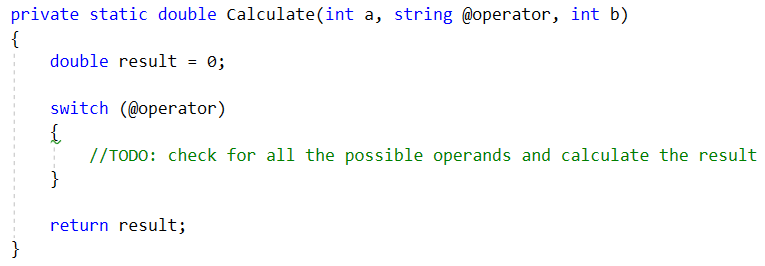 private static double Calculate(int a, string @operator, int b)
{
double result = 0;
switch (@operator)
{
//TODO: check for all the possible operands and calculate the result
}
return result;
}